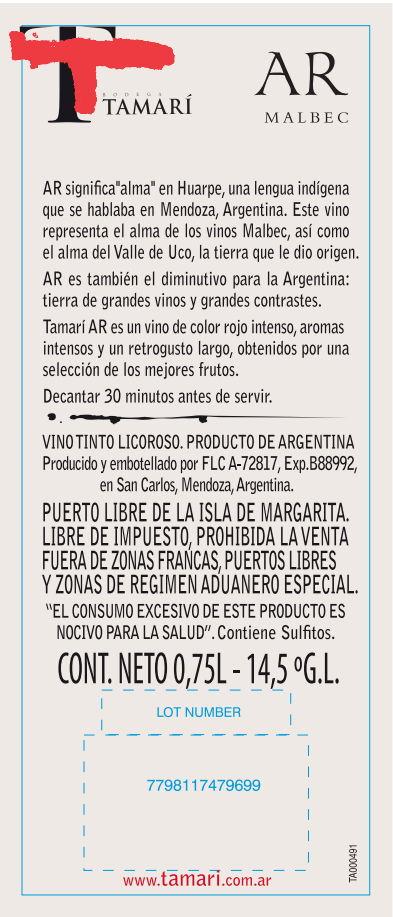 BODEGA
TAMARÍ
AR
MALBEC
AR significa"alma" en Huarpe, una lengua indígena
que se hablaba en Mendoza, Argentina. Este vino
representa el alma de los vinos Malbec, así como
el alma del Valle de Uco, la tierra que le dio origen.
AR es también el diminutivo para la Argentina:
tierra de grandes vinos y grandes contrastes.
Tamarí AR es un vino de color rojo intenso, aromas
intensos y un retrogusto largo, obtenidos por una
selección de los mejores frutos.
Decantar 30 minutos antes de servir.
VINO TINTO LICOROSO. PRODUCTO DE ARGENTINA
Producido y embotellado por FLC A-72817, Exp.B88992,
en San Carlos, Mendoza, Argentina.
PUERTO LIBRE DE LA ISLA DE MARGARITA.
LIBRE DE IMPUESTO, PROHIBIDA LA VENTA
FUERA DE ZONAS FRANCAS, PUERTOS LIBRES
Y ZONAS DE REGIMEN ADUANERO ESPECIAL.
“EL CONSUMO EXCESIVO DE ESTE PRODUCTO ES
NOCIVO PARA LA SALUD”. Contiene Sulfitos.
CONT. NETO 0,75L - 14,5 ºG.L.
LOT NUMBER
7798117479699
TA000491
www.tamari.com.ar